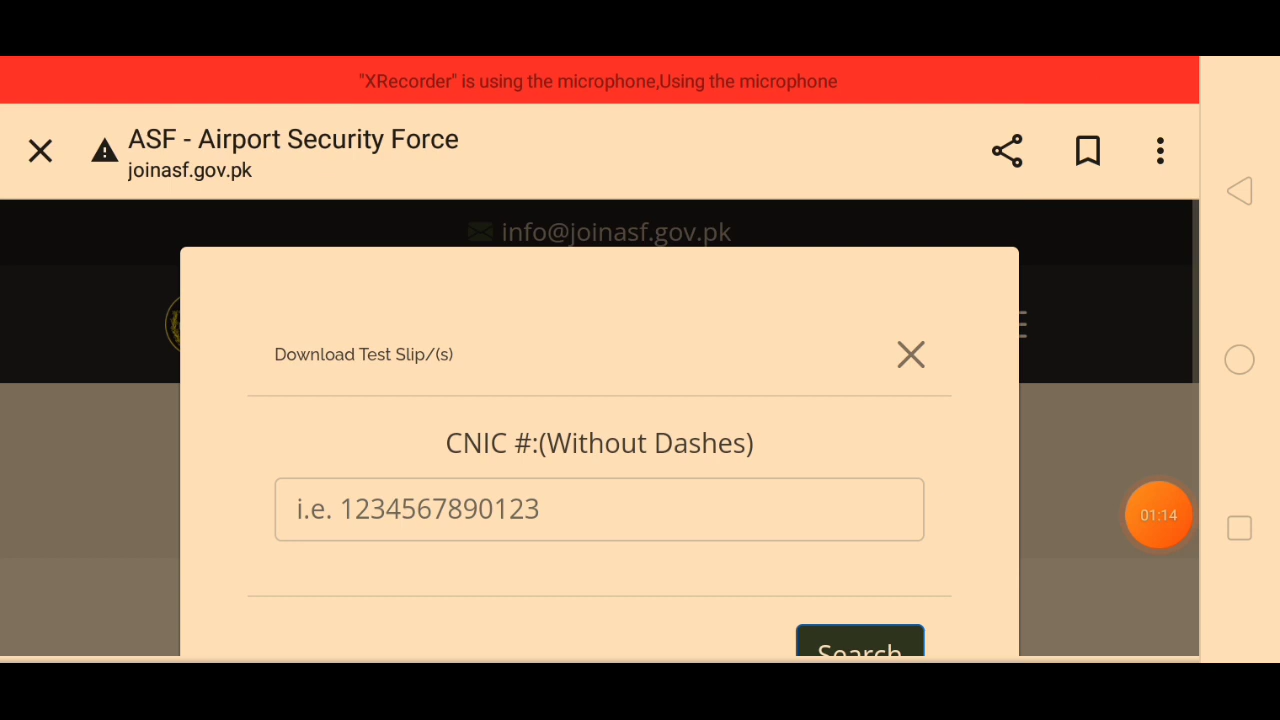 "XRecorder" is using the microphone,Using the microphone
ASF - Airport Security Force
joinasf.gov.pk
info@joinasf.gov.pk
Download Test Slip/(s)
CNIC #:(Without Dashes)
i.e. 1234567890123
01:14
Search